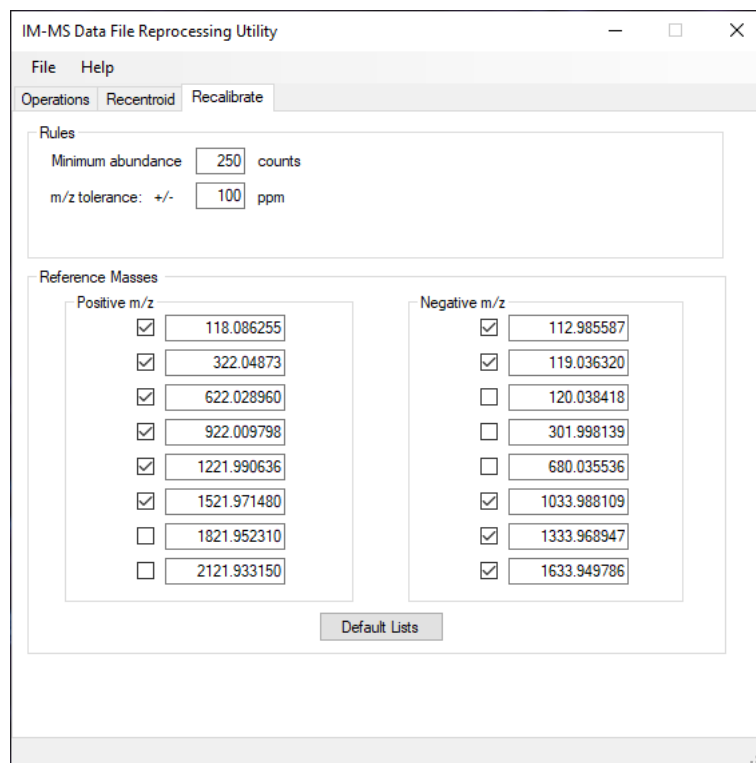 IM-MS Data File Reprocessing Utility
File Help
Operations Recentroid Recalibrate
Rules
Minimum abundance 250 counts
m/z tolerance: +/- 100 ppm
Reference Masses
Positive m/z Negative m/z
118.086255 112.985587
322.04873 119.036320
622.028960 120.038418
922.009798 301.998139
1221.990636 680.035536
1521.971480 1033.988109
1821.952310 1333.968947
2121.933150 1633.949786
Default Lists